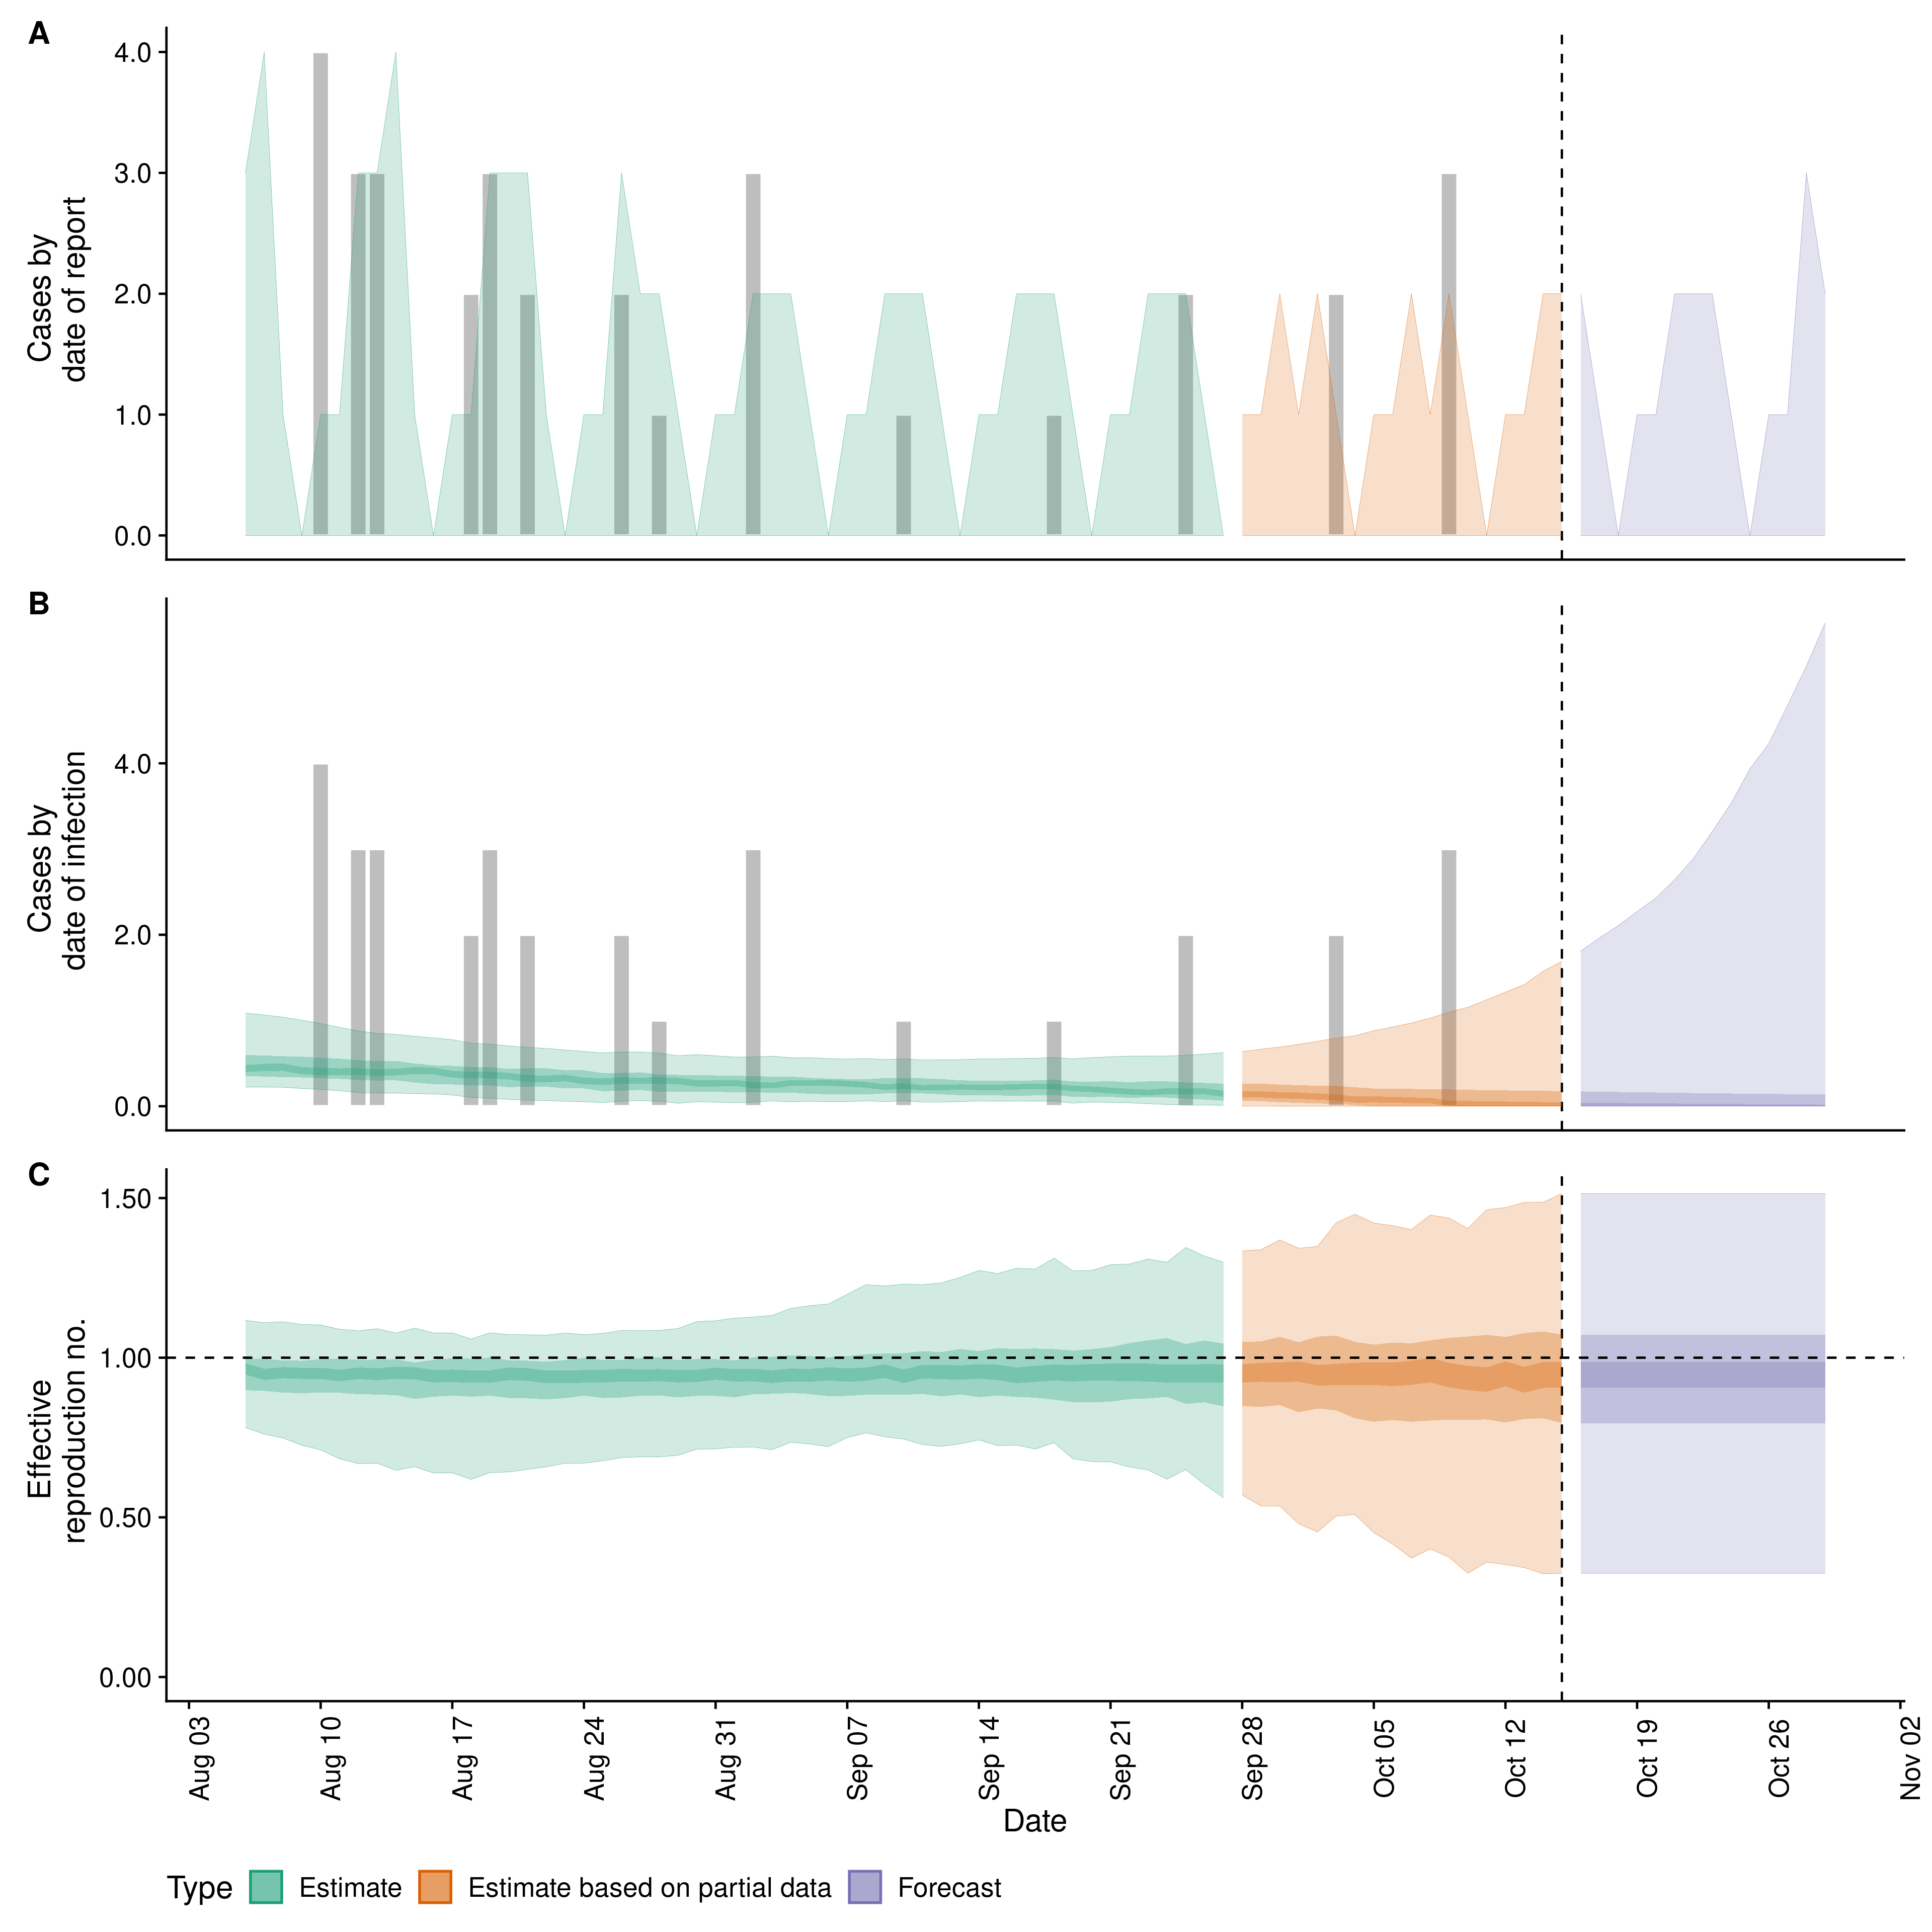 A
4.0
3.0
2.0
1.0
0.0
Cases by
date of report
B
4.0
2.0
0.0
Cases by
date of infection
C
1.50
1.00
0.50
0.00
Effective
reproduction no.
Aug 03
Aug 10
Aug 17
Aug 24
Aug 31
Sep 07
Sep 14
Sep 21
Sep 28
Oct 05
Oct 12
Oct 19
Oct 26
Nov 02
Date
Type
Estimate
Estimate based on partial data
Forecast